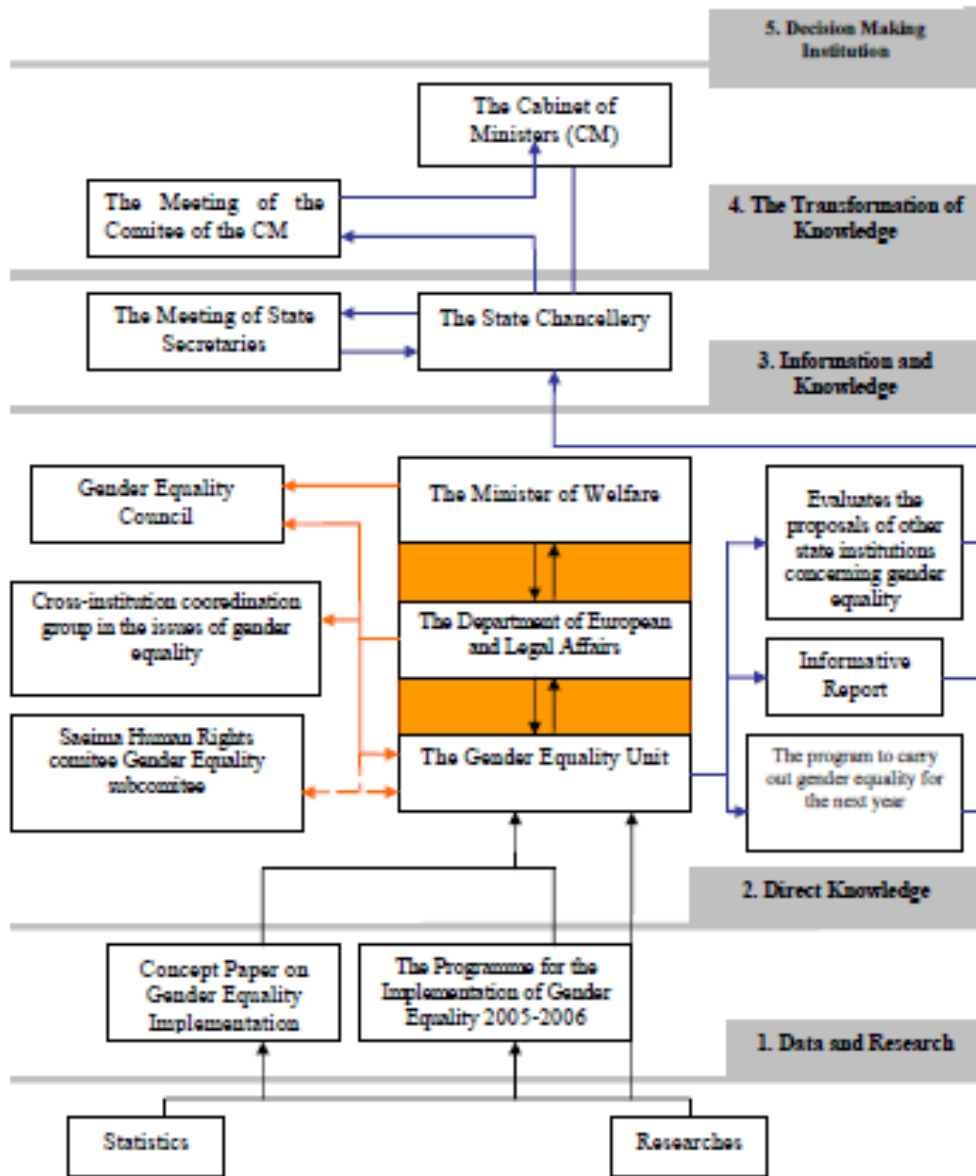 5. Decision Making
Institution
The Cabinet of
Ministers (CM)
The Meeting of the
Comitee of the CM
4. The Transformation of
Knowledge
The Meeting of State
Secretaries
The State Chancellery
3. Information and
Knowledge
Gender Equality
Council
The Minister of Welfare
Evaluates the
proposals of other
state institutions
concerning gender
equality
Cross-institution cooredination
group in the issues of gender
equality
The Department of European
and Legal Affairs
Informative
Report
Saeima Human Rights
comitee Gender Equality
subcomitee
The Gender Equality Unit
The program to carry
out gender equality for
the next year
2. Direct Knowledge
Concept Paper on
Gender Equality
Implementation
The Programme for the
Implementation of Gender
Equality 2005-2006
1. Data and Research
Statistics
Researches